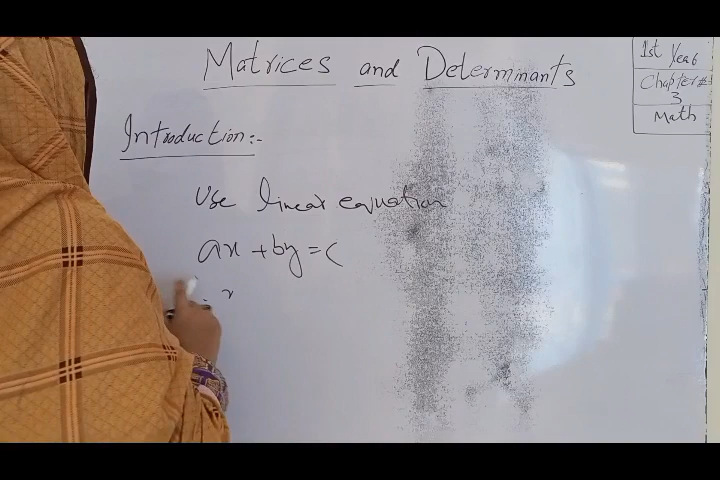 Matrices and Determinants
1st Year
Chapter #
3
Math
Introduction:-
Use linear equation
ax + by = c
x